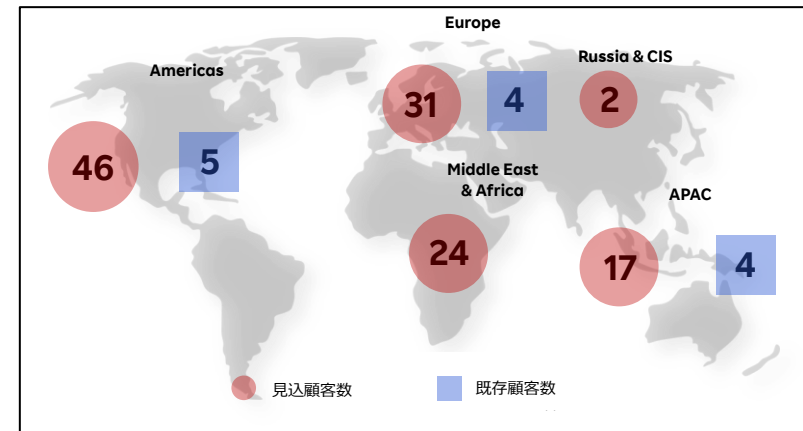 Europe
Americas
Russia & CIS
31
4
2
46
5
Middle East
& Africa
APAC
24
17
4
見込顧客数
既存顧客数